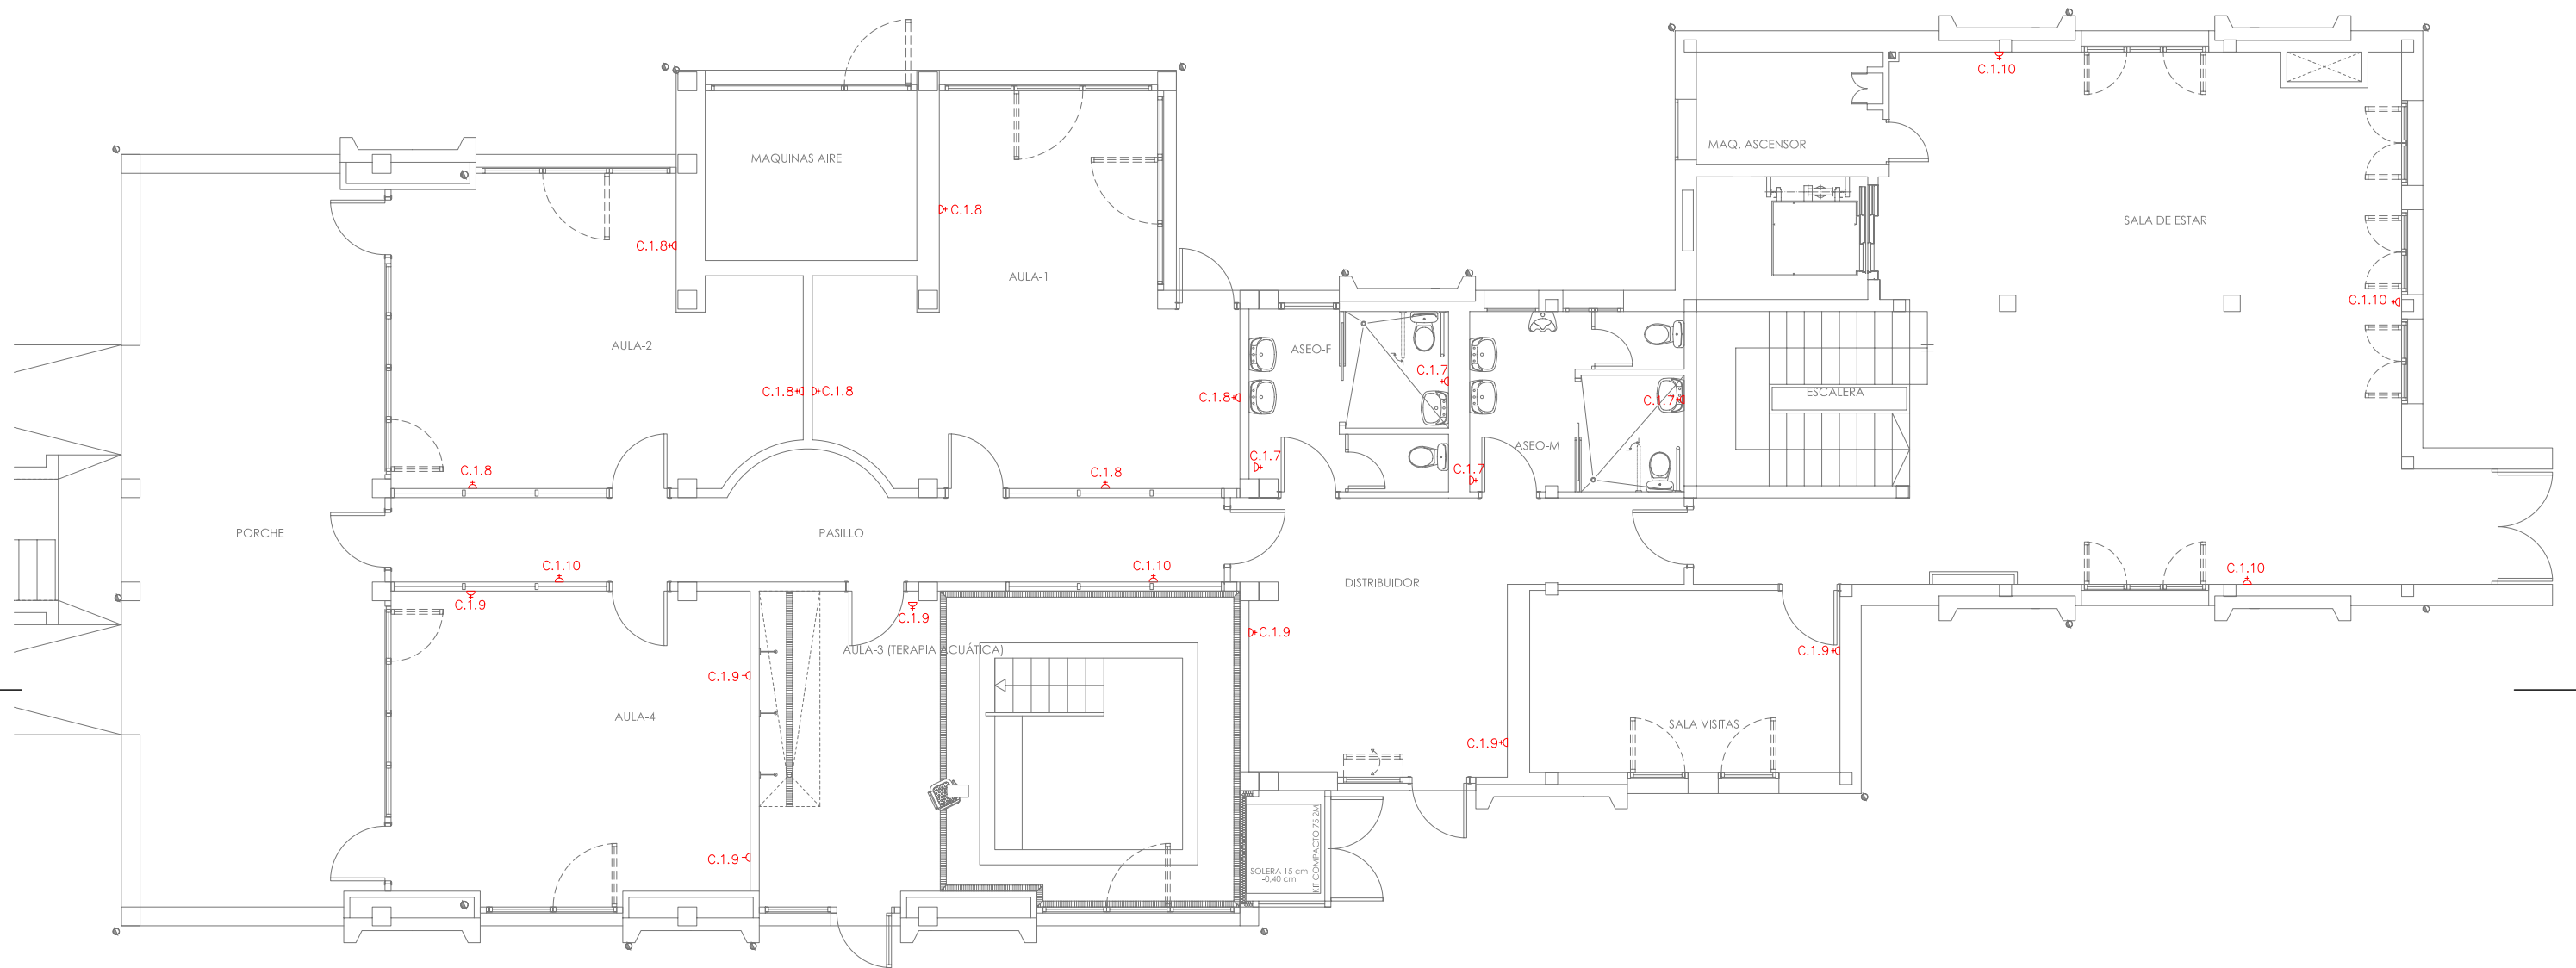 C.1.10
MAQ. ASCENSOR
MAQUINAS AIRE
C.1.8
SALA DE ESTAR
C.1.8
AULA-1
C.1.10
AULA-2
ASEO-F
C.1.7
C.1.8
C.1.8
C.1.8
C.1.7
ESCALERA
ASEO-M
C.1.7
C.1.7
C.1.8
C.1.8
PORCHE
PASILLO
C.1.10
C.1.10
DISTRIBUIDOR
C.1.10
C.1.9
C.1.9
C.1.9
AULA-3 (TERAPIA ACUÁTICA)
C.1.9
C.1.9
AULA-4
SALA VISITAS
C.1.9
KIT COMPACTO 75.2M
C.1.9
SOLERA 15 cm
-0.40 cm